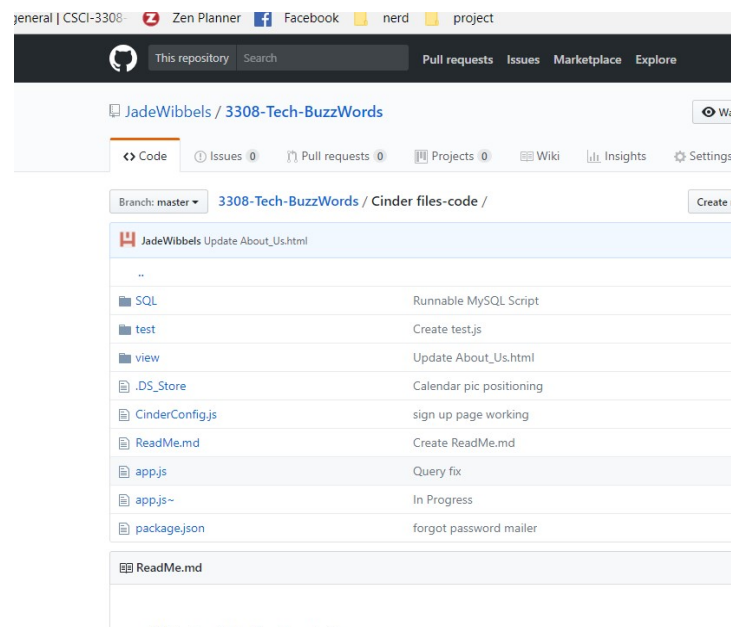 general | CSCI-3308- Zen Planner Facebook nerd project
This repository Search Pull requests Issues Marketplace Explore
JadeWibbels / 3308-Tech-BuzzWords
Code Issues 0 Pull requests 0 Projects 0 Wiki Insights Settings
Branch: master 3308-Tech-BuzzWords / Cinder files-code / Create
JadeWibbels Update About_Us.html
..
SQL Runnable MySQL Script
test Create test.js
view Update About_Us.html
.DS_Store Calendar pic positioning
CinderConfig.js sign up page working
ReadMe.md Create ReadMe.md
app.js Query fix
app.js~ In Progress
package.json forgot password mailer
ReadMe.md